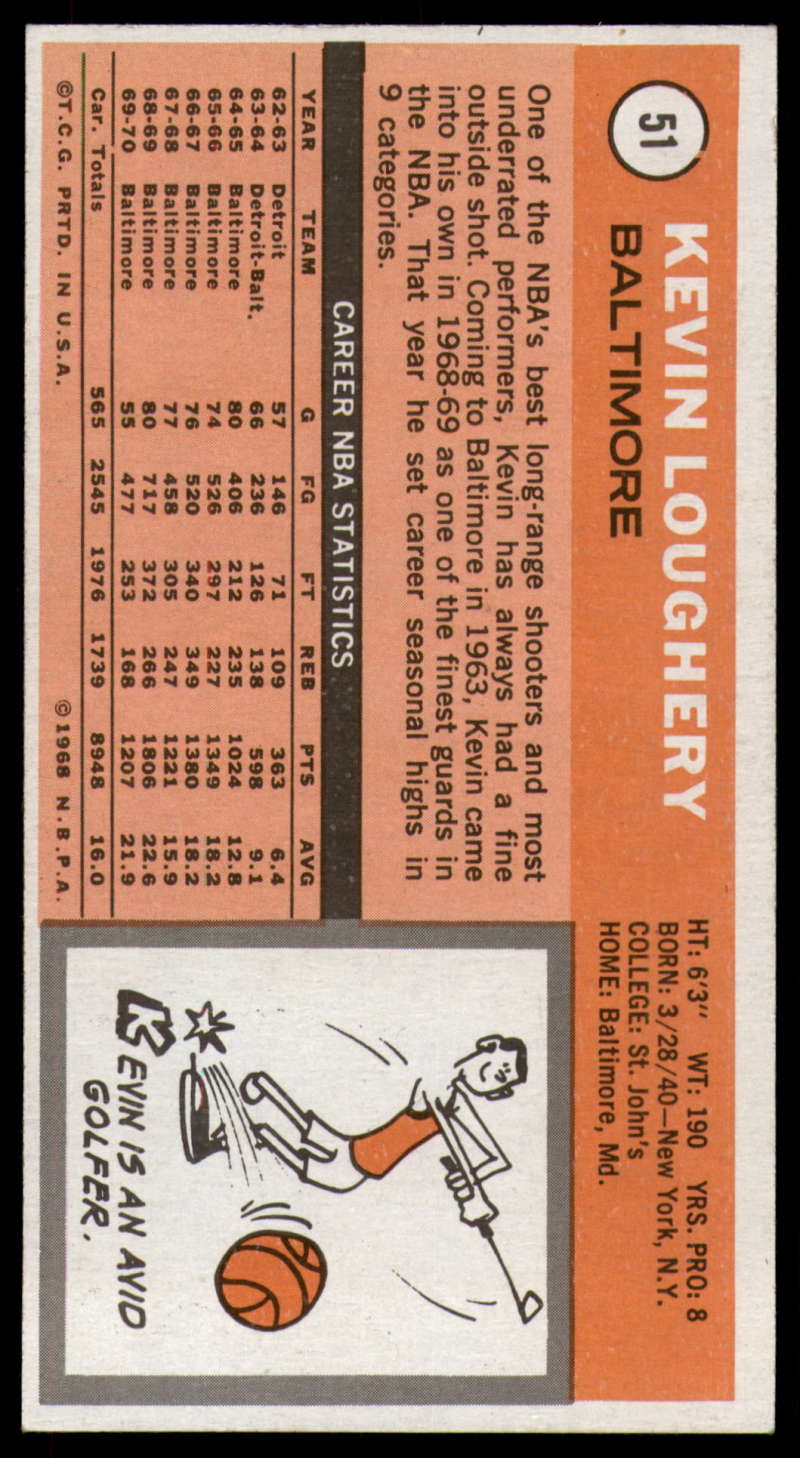 51
KEVIN LOUGHERY
BALTIMORE
HT: 6'3" WT: 190 YRS. PRO: 8
BORN: 3/28/40—New York, N.Y.
COLLEGE: St. John's
HOME: Baltimore, Md.
One of the NBA's best long-range shooters and most
underrated performers, Kevin has always had a fine
outside shot. Coming to Baltimore in 1963, Kevin came
into his own in 1968-69 as one of the finest guards in
the NBA. That year he set career seasonal highs in
9 categories.
CAREER NBA STATISTICS
YEAR TEAM G FG FT REB PTS AVG
62-63 Detroit 57 146 71 109 363 6.4
63-64 Detroit-Balt. 66 236 126 138 598 9.1
64-65 Baltimore 80 406 212 235 1024 12.8
65-66 Baltimore 74 526 297 227 1349 18.2
66-67 Baltimore 76 520 340 349 1380 18.2
67-68 Baltimore 77 458 305 247 1221 15.9
68-69 Baltimore 80 717 372 266 1806 22.6
69-70 Baltimore 55 477 253 168 1207 21.9
Car. Totals 565 2545 1976 1739 8948 16.0
©T.C.G. PRTD. IN U.S.A. ©1968 N.B.P.A.
KEVIN IS AN AVID
GOLFER.